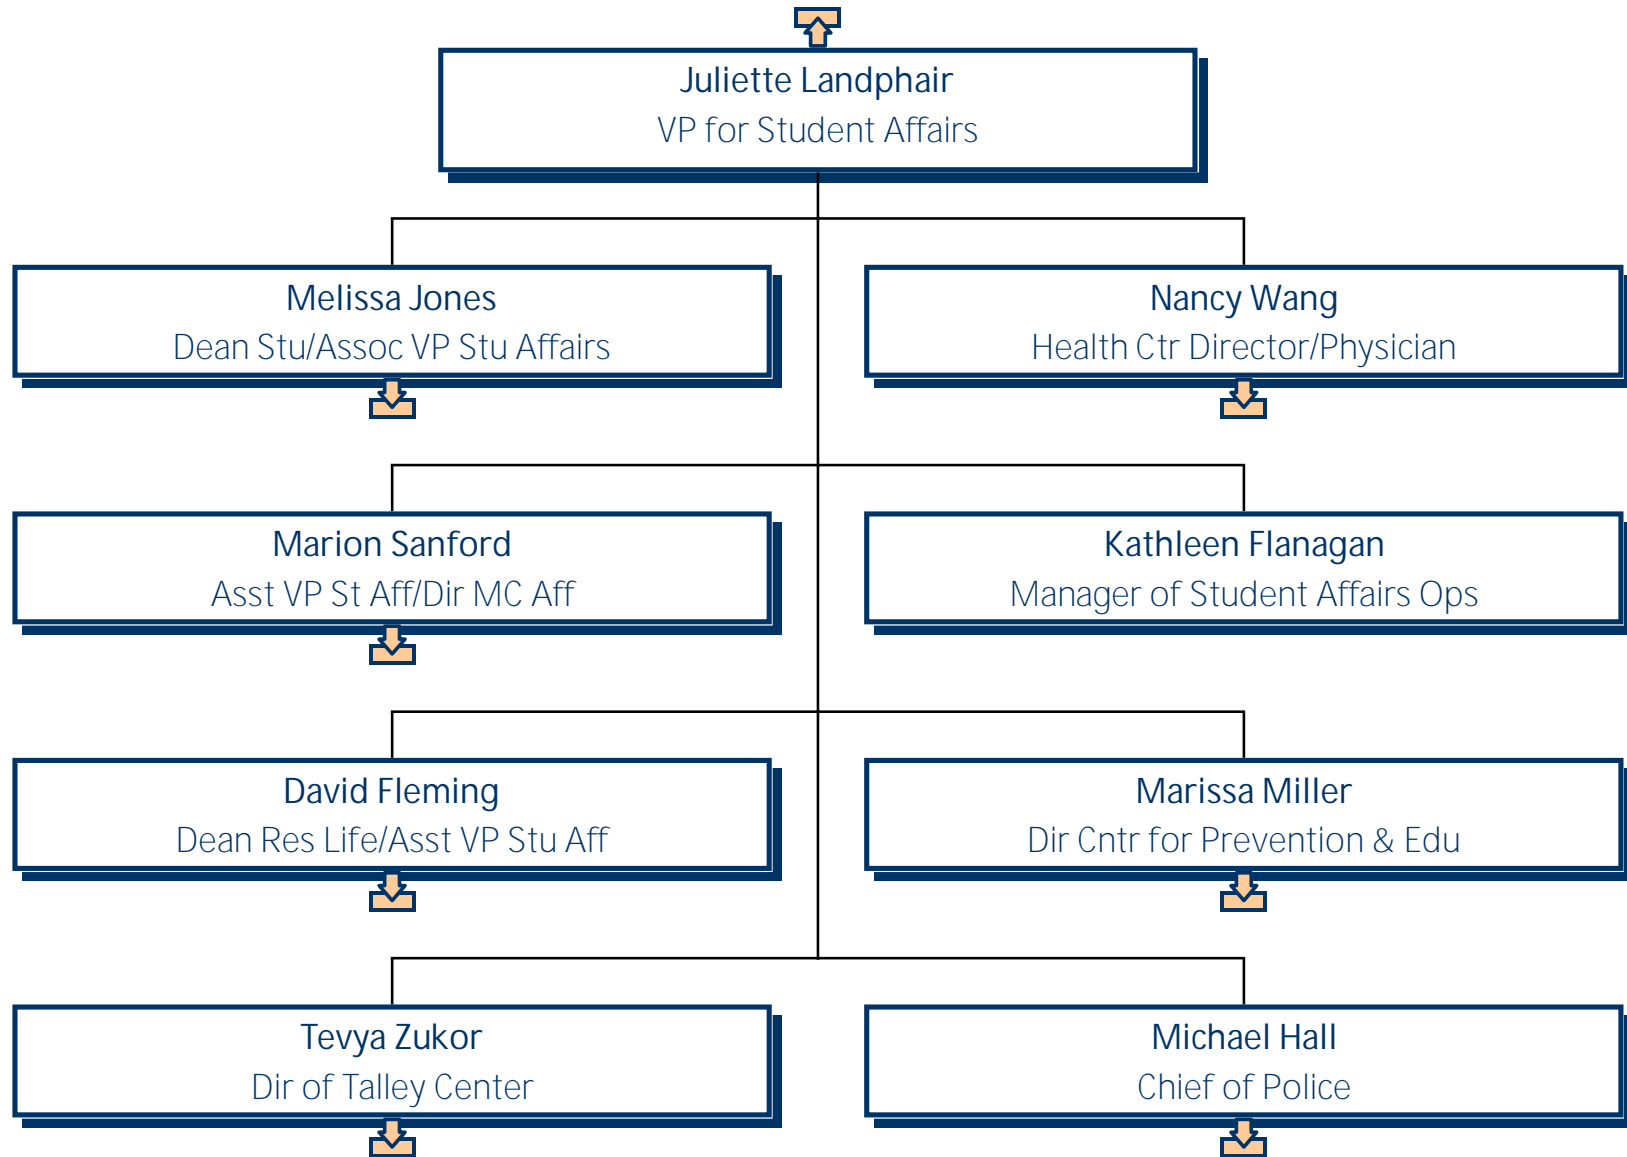 Juliette Landphair
VP for Student Affairs
Melissa Jones
Dean Stu/Assoc VP Stu Affairs
Nancy Wang
Health Ctr Director/Physician
Marion Sanford
Asst VP St Aff/Dir MC Aff
Kathleen Flanagan
Manager of Student Affairs Ops
David Fleming
Dean Res Life/Asst VP Stu Aff
Marissa Miller
Dir Cntr for Prevention & Edu
Tevya Zukor
Dir of Talley Center
Michael Hall
Chief of Police